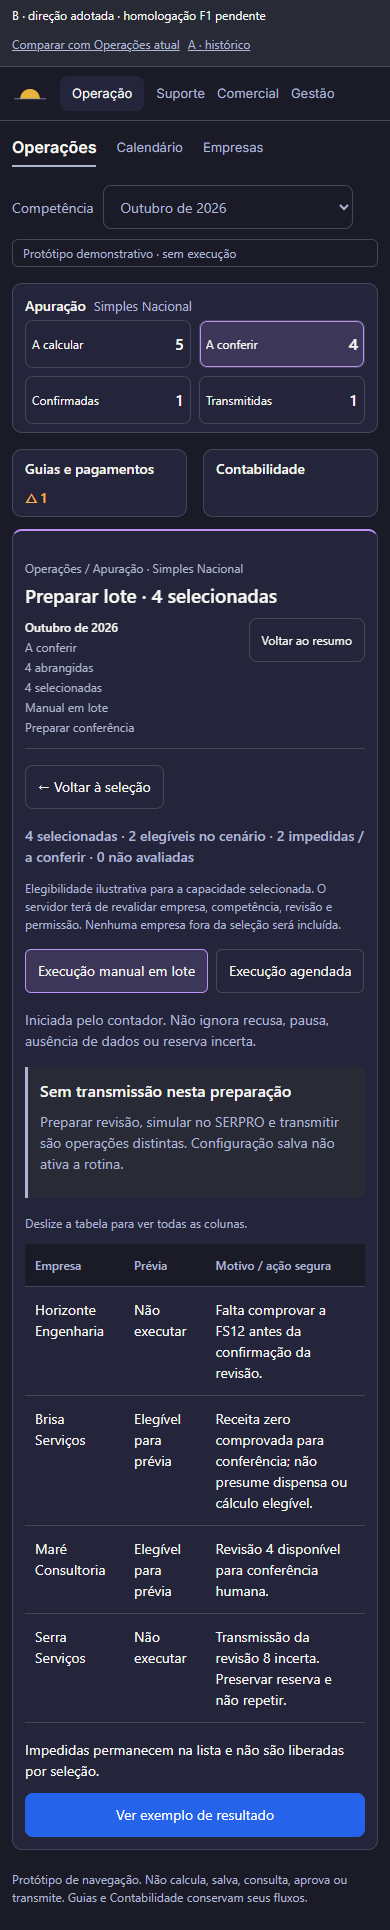 B · direção adotada · homologação F1 pendente
Comparar com Operações atual A · histórico
Operação Suporte Comercial Gestão
Operações Calendário Empresas
Competência Outubro de 2026
Protótipo demonstrativo · sem execução
Apuração Simples Nacional
A calcular 5 A conferir 4
Confirmadas 1 Transmitidas 1
Guias e pagamentos
△ 1
Contabilidade
Operações / Apuração · Simples Nacional
Preparar lote · 4 selecionadas
Outubro de 2026
A conferir
4 abrangidas
4 selecionadas
Manual em lote
Preparar conferência
Voltar ao resumo
← Voltar à seleção
4 selecionadas · 2 elegíveis no cenário · 2 impedidas /
a conferir · 0 não avaliadas
Elegibilidade ilustrativa para a capacidade selecionada. O
servidor terá de revalidar empresa, competência, revisão e
permissão. Nenhuma empresa fora da seleção será incluída.
Execução manual em lote Execução agendada
Iniciada pelo contador. Não ignora recusa, pausa,
ausência de dados ou reserva incerta.
Sem transmissão nesta preparação
Preparar revisão, simular no SERPRO e transmitir
são operações distintas. Configuração salva não
ativa a rotina.
Deslize a tabela para ver todas as colunas.
Empresa Prévia Motivo / ação segura
Horizonte
Engenharia
Não
executar
Falta comprovar a
FS12 antes da
confirmação da
revisão.
Brisa
Serviços
Elegível
para
prévia
Receita zero
comprovada para
conferência; não
presume dispensa ou
cálculo elegível.
Maré
Consultoria
Elegível
para
prévia
Revisão 4 disponível
para conferência
humana.
Serra
Serviços
Não
executar
Transmissão da
revisão 8 incerta.
Preservar reserva e
não repetir.
Impedidas permanecem na lista e não são liberadas
por seleção.
Ver exemplo de resultado
Protótipo de navegação. Não calcula, salva, consulta, aprova ou
transmite. Guias e Contabilidade conservam seus fluxos.